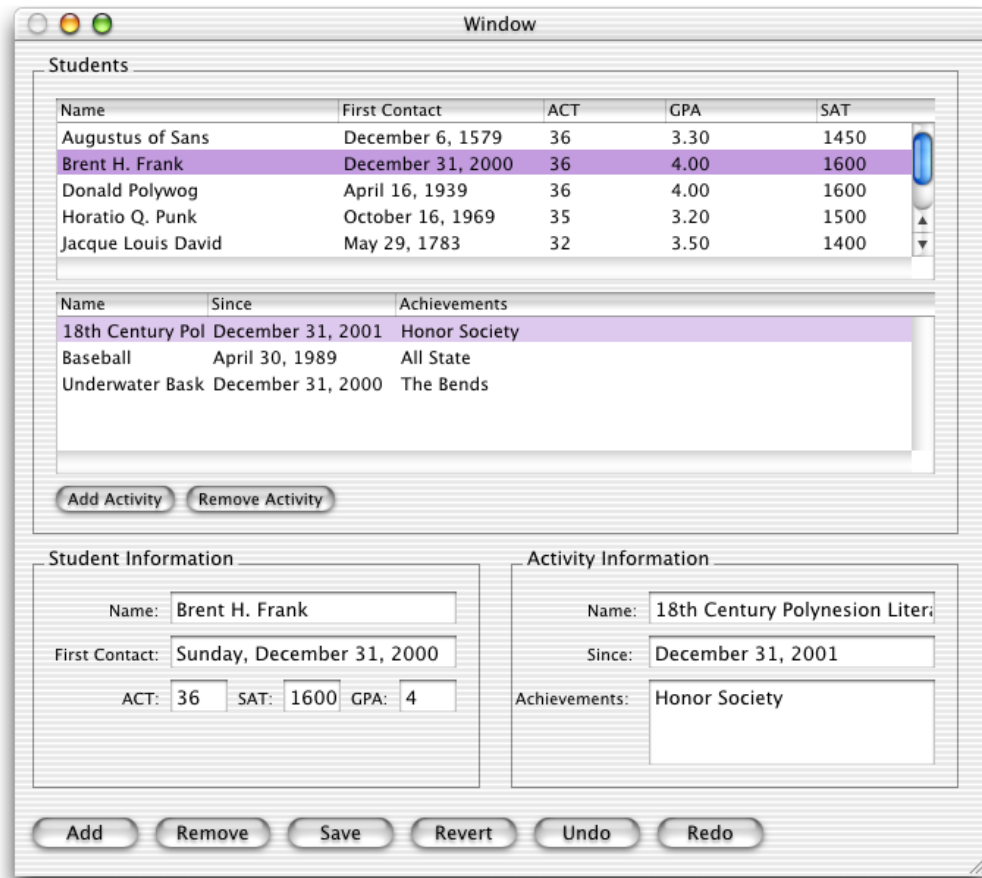 Window
Students
Name First Contact ACT GPA SAT
Augustus of Sans December 6, 1579 36 3.30 1450
Brent H. Frank December 31, 2000 36 4.00 1600
Donald Polywog April 16, 1939 36 4.00 1600
Horatio Q. Punk October 16, 1969 35 3.20 1500
Jacque Louis David May 29, 1783 32 3.50 1400
Name Since Achievements
18th Century Pol December 31, 2001 Honor Society
Baseball April 30, 1989 All State
Underwater Bask December 31, 2000 The Bends
Add Activity Remove Activity
Student Information
Name: Brent H. Frank
First Contact: Sunday, December 31, 2000
ACT: 36 SAT: 1600 GPA: 4
Activity Information
Name: 18th Century Polynesion Litera
Since: December 31, 2001
Achievements: Honor Society
Add Remove Save Revert Undo Redo